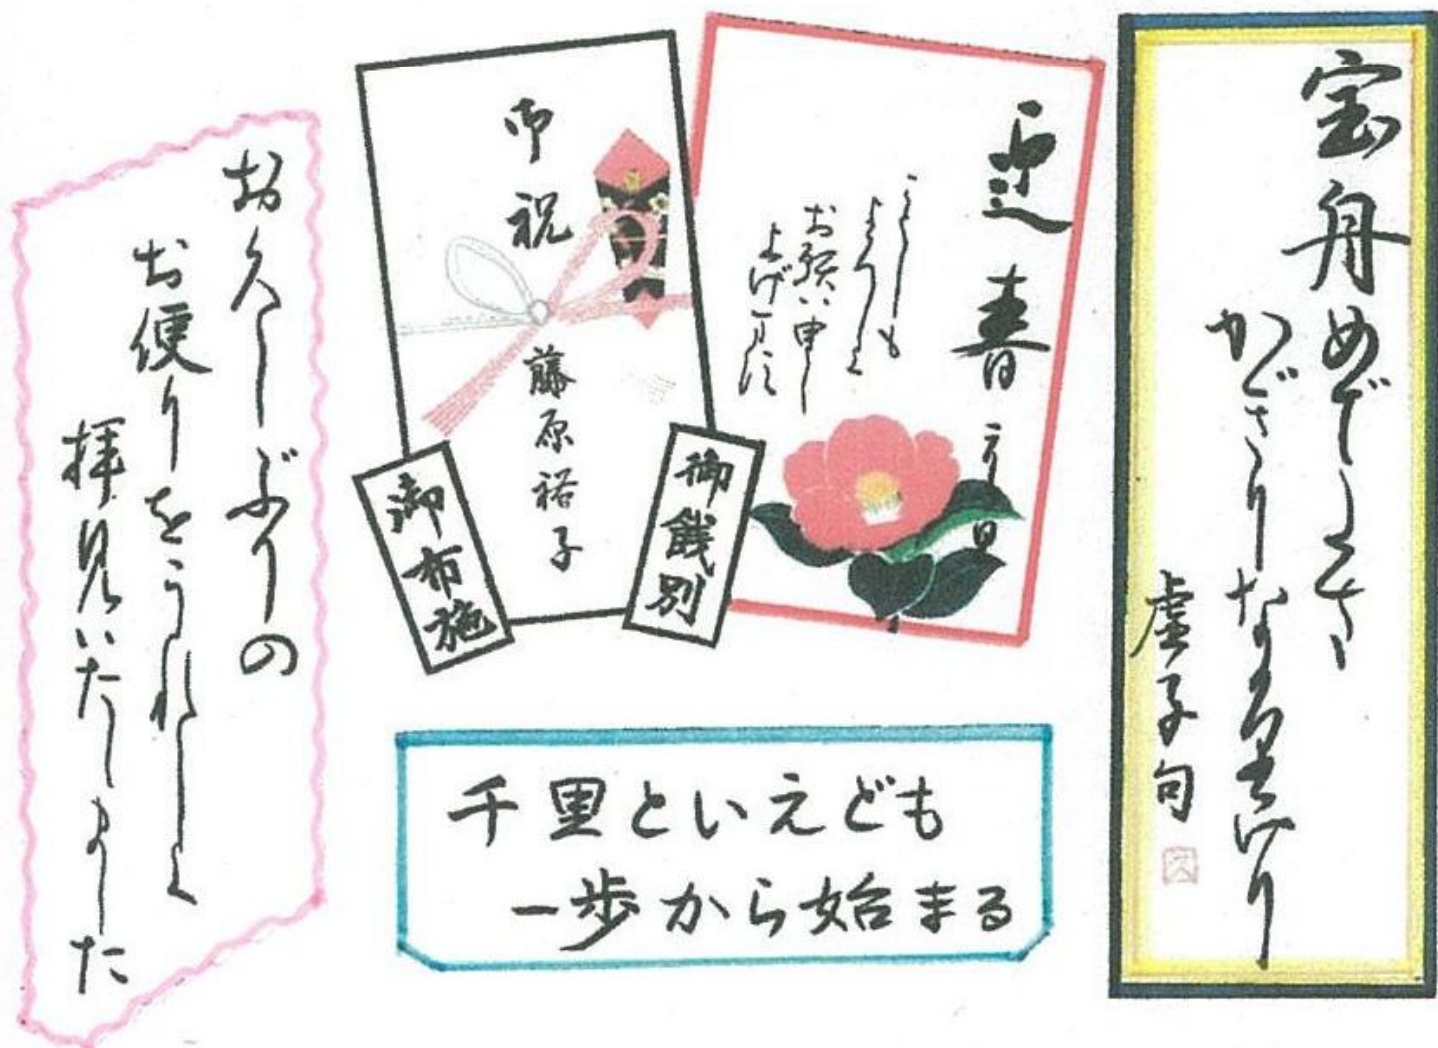 宝舟めでたさ
かぎりなかりけり
虚子句
迎春 元日
ことしも
よろしく
お願い申し
あげます
御祝
藤原裕子
御餞別
御布施
お久しぶりの
お便りをうれしく
拝見いたしました
千里といえども
一歩から始まる